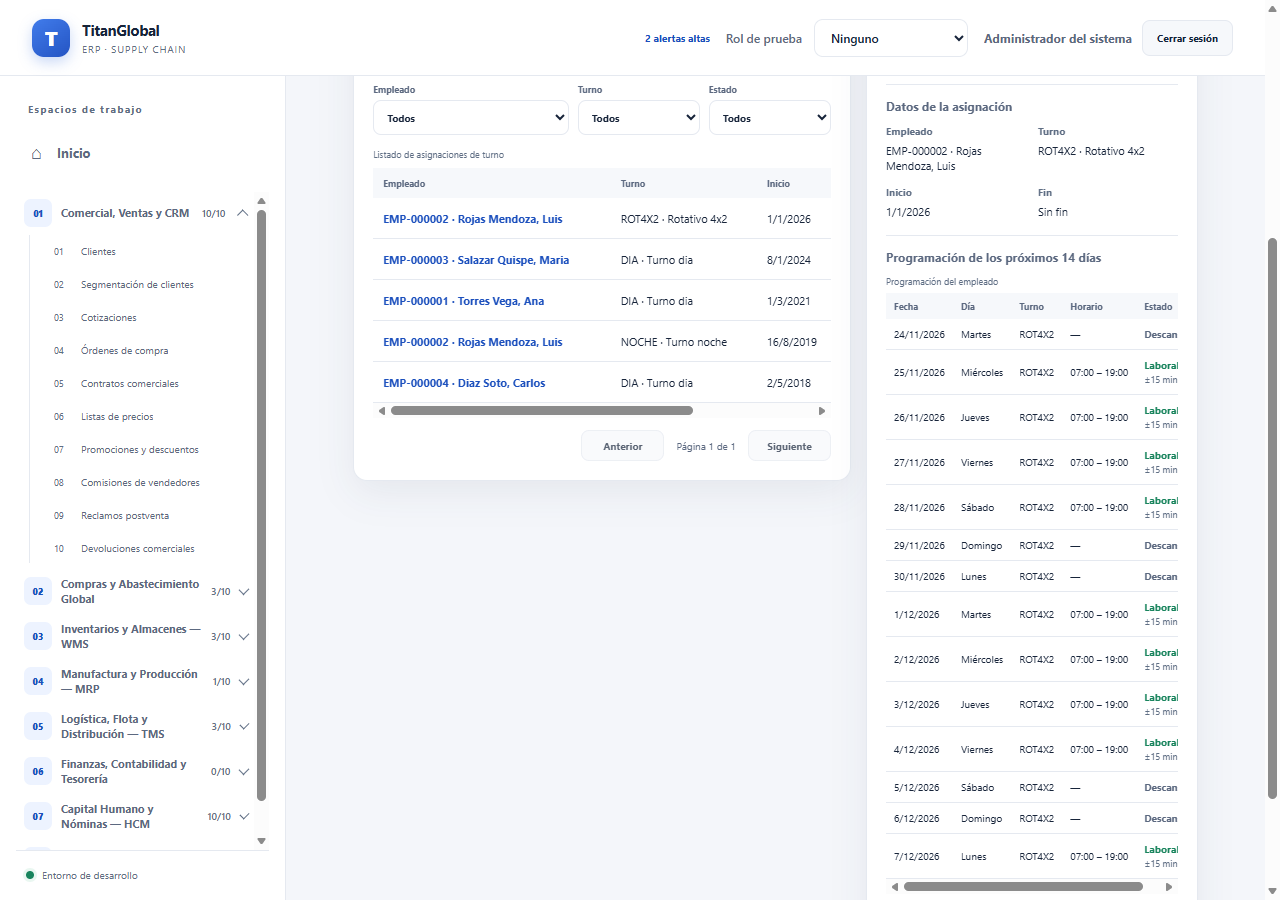 T
TitanGlobal
ERP · SUPPLY CHAIN
2 alertas altas
Rol de prueba
Ninguno
Administrador del sistema
Cerrar sesión
Espacios de trabajo
Inicio
01 Comercial, Ventas y CRM 10/10
01 Clientes
02 Segmentación de clientes
03 Cotizaciones
04 Órdenes de compra
05 Contratos comerciales
06 Listas de precios
07 Promociones y descuentos
08 Comisiones de vendedores
09 Reclamos postventa
10 Devoluciones comerciales
02 Compras y Abastecimiento
Global 3/10
03 Inventarios y Almacenes —
WMS 3/10
04 Manufactura y Producción
— MRP 1/10
05 Logística, Flota y
Distribución — TMS 3/10
06 Finanzas, Contabilidad y
Tesorería 0/10
07 Capital Humano y
Nóminas — HCM 10/10
Entorno de desarrollo
Empleado Turno Estado
Todos Todos Todos
Listado de asignaciones de turno
Empleado Turno Inicio
EMP-000002 · Rojas Mendoza, Luis ROT4X2 · Rotativo 4x2 1/1/2026
EMP-000003 · Salazar Quispe, Maria DIA · Turno dia 8/1/2024
EMP-000001 · Torres Vega, Ana DIA · Turno dia 1/3/2021
EMP-000002 · Rojas Mendoza, Luis NOCHE · Turno noche 16/8/2019
EMP-000004 · Diaz Soto, Carlos DIA · Turno dia 2/5/2018
Anterior Página 1 de 1 Siguiente
Datos de la asignación
Empleado Turno
EMP-000002 · Rojas
Mendoza, Luis ROT4X2 · Rotativo 4x2
Inicio Fin
1/1/2026 Sin fin
Programación de los próximos 14 días
Programación del empleado
Fecha Día Turno Horario Estado
24/11/2026 Martes ROT4X2 — Descan
25/11/2026 Miércoles ROT4X2 07:00 – 19:00 Laboral
±15 min
26/11/2026 Jueves ROT4X2 07:00 – 19:00 Laboral
±15 min
27/11/2026 Viernes ROT4X2 07:00 – 19:00 Laboral
±15 min
28/11/2026 Sábado ROT4X2 07:00 – 19:00 Laboral
±15 min
29/11/2026 Domingo ROT4X2 — Descan
30/11/2026 Lunes ROT4X2 — Descan
1/12/2026 Martes ROT4X2 07:00 – 19:00 Laboral
±15 min
2/12/2026 Miércoles ROT4X2 07:00 – 19:00 Laboral
±15 min
3/12/2026 Jueves ROT4X2 07:00 – 19:00 Laboral
±15 min
4/12/2026 Viernes ROT4X2 07:00 – 19:00 Laboral
±15 min
5/12/2026 Sábado ROT4X2 — Descan
6/12/2026 Domingo ROT4X2 — Descan
7/12/2026 Lunes ROT4X2 07:00 – 19:00 Laboral
±15 min